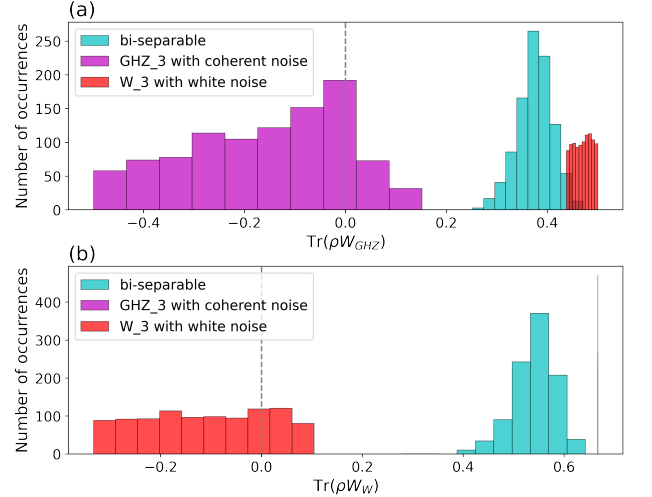 (a)
Number of occurrences
250
200
150
100
50
0
bi-separable
GHZ_3 with coherent noise
W_3 with white noise
−0.4
−0.2
0.0
0.2
0.4
Tr(ρW_GHZ)
(b)
Number of occurrences
400
300
200
100
0
bi-separable
GHZ_3 with coherent noise
W_3 with white noise
−0.2
0.0
0.2
0.4
0.6
Tr(ρW_W)